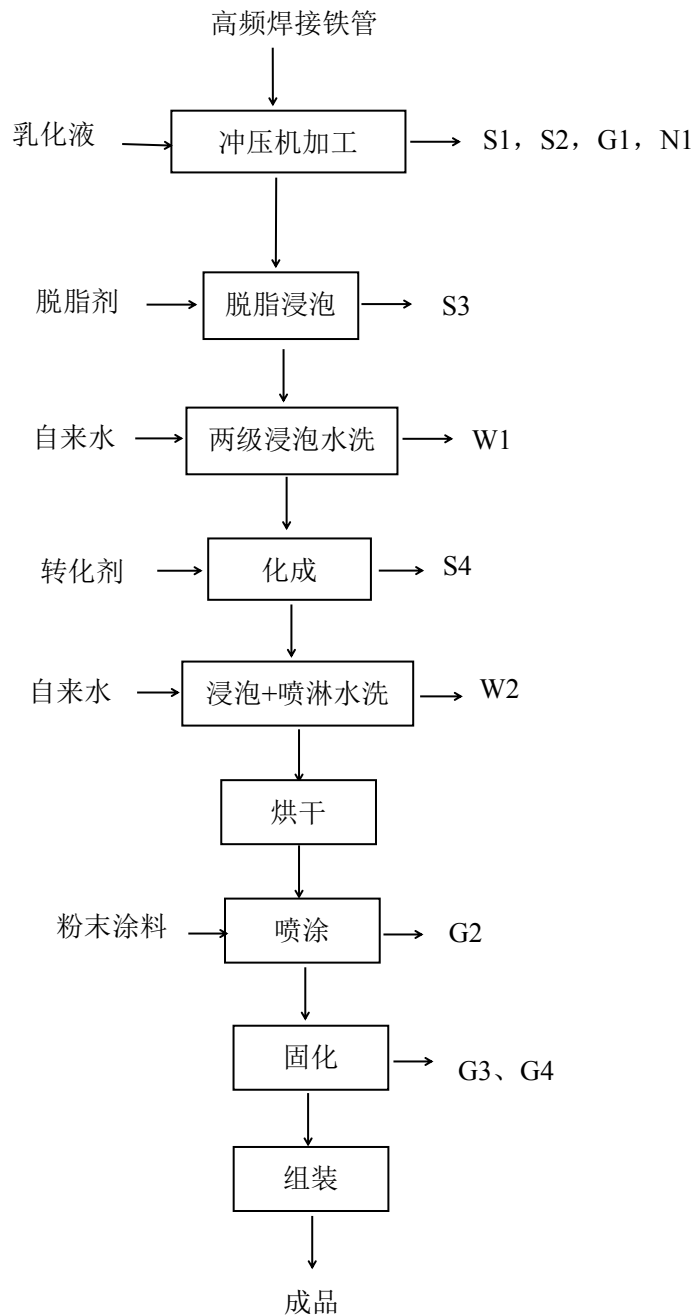 高频焊接铁管
乳化液
冲压机加工
S1，S2，G1，N1
脱脂剂
脱脂浸泡
S3
自来水
两级浸泡水洗
W1
转化剂
化成
S4
自来水
浸泡+喷淋水洗
W2
烘干
粉末涂料
喷涂
G2
固化
G3、G4
组装
成品